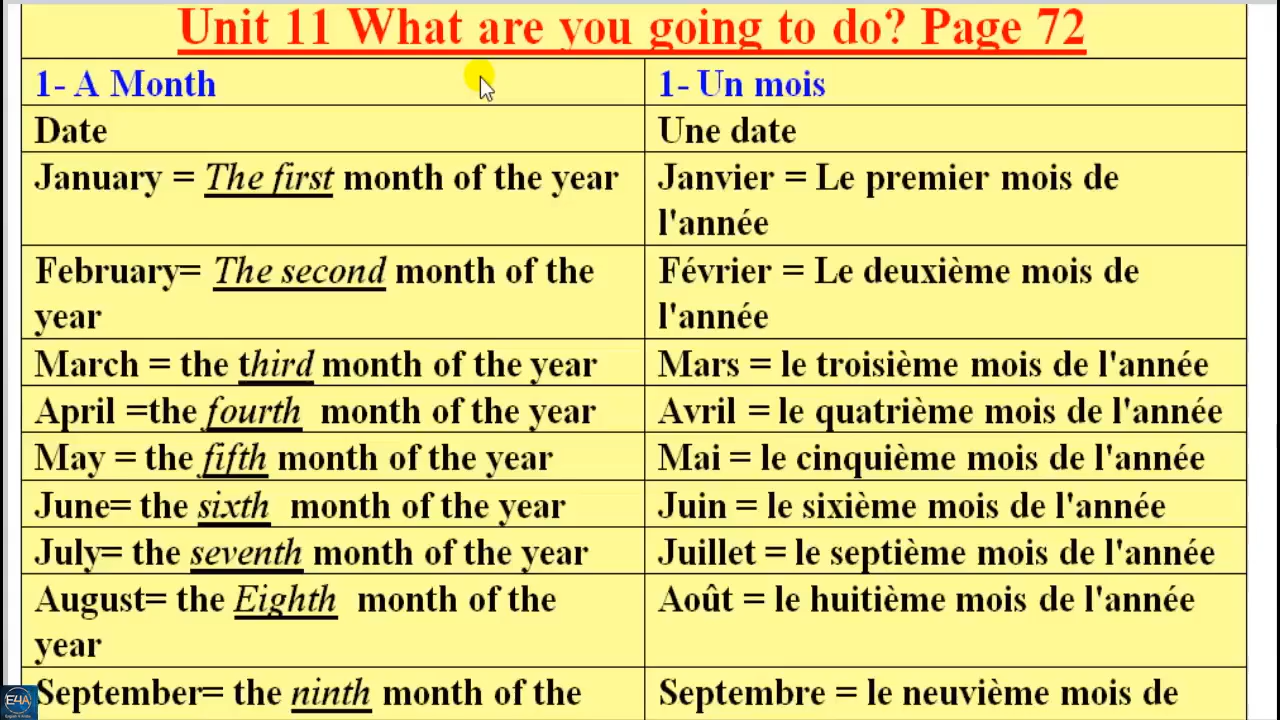 Unit 11 What are you going to do? Page 72
1- A Month
1- Un mois
Date
Une date
January = The first month of the year
Janvier = Le premier mois de
l'année
February= The second month of the
year
Février = Le deuxième mois de
l'année
March = the third month of the year
Mars = le troisième mois de l'année
April =the fourth month of the year
Avril = le quatrième mois de l'année
May = the fifth month of the year
Mai = le cinquième mois de l'année
June= the sixth month of the year
Juin = le sixième mois de l'année
July= the seventh month of the year
Juillet = le septième mois de l'année
August= the Eighth month of the
year
Août = le huitième mois de l'année
September= the ninth month of the
Septembre = le neuvième mois de
E4A